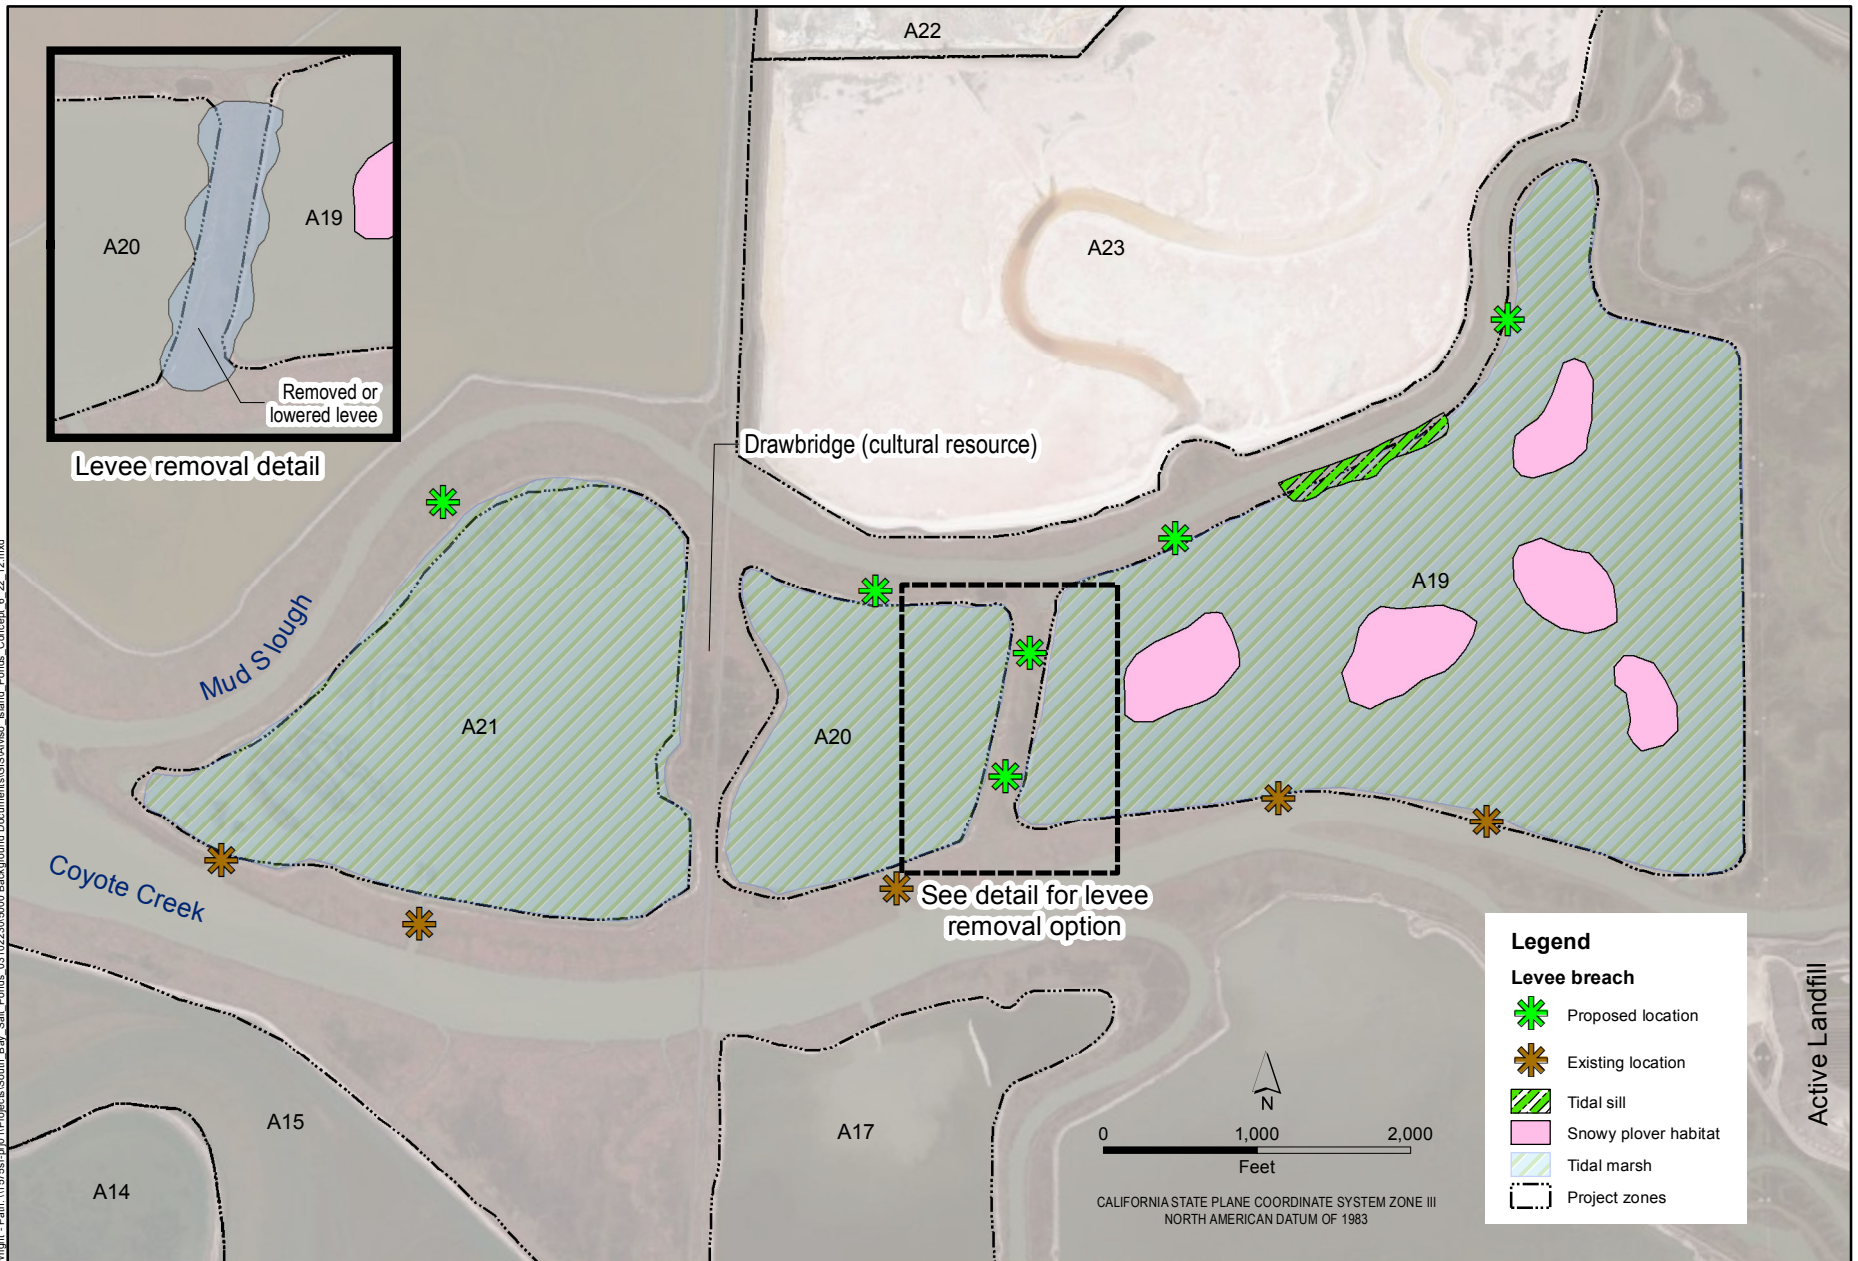 A22
A20
A19
Removed or
lowered levee
Levee removal detail
A23
Drawbridge (cultural resource)
Mud Slough
A21
A20
A19
Coyote Creek
See detail for levee
removal option
A15
A14
A17
N
0 1,000 2,000
Feet
CALIFORNIA STATE PLANE COORDINATE SYSTEM ZONE III
NORTH AMERICAN DATUM OF 1983
Legend
Levee breach
Proposed location
Existing location
Tidal sill
Snowy plover habitat
Tidal marsh
Project zones
Active Landfill